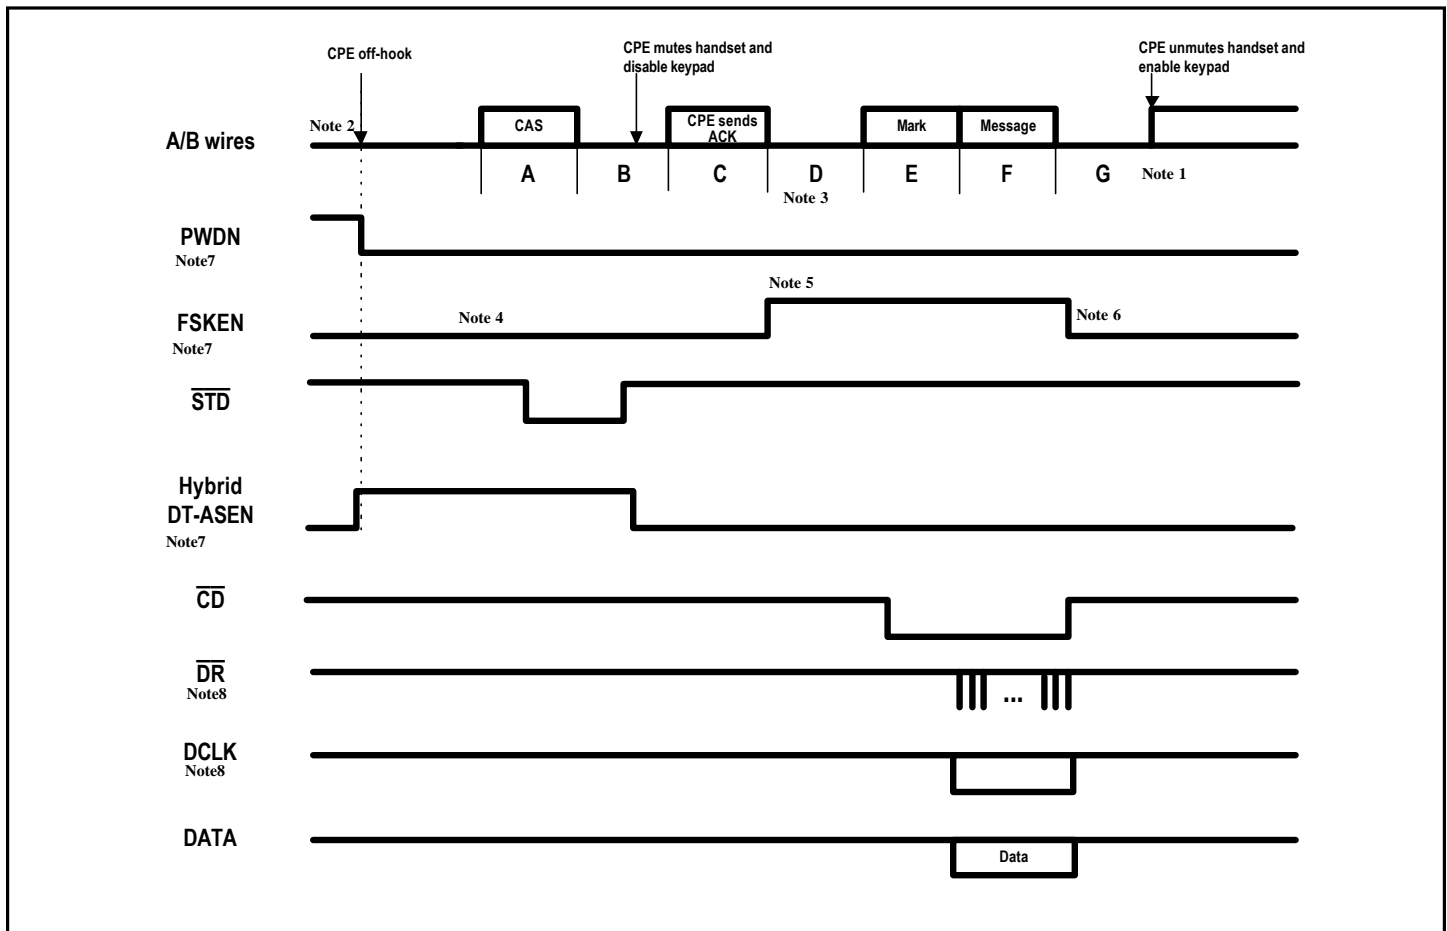 CPE off-hook
CPE mutes handset and
disable keypad
CPE unmutes handset and
enable keypad
Note 2
A/B wires
CAS
CPE sends
ACK
Mark
Message
A
B
C
D
E
F
G
Note 1
Note 3
PWDN
Note7
Note 5
Note 4
FSKEN
Note 6
Note7
STD
Hybrid
DT-ASEN
Note7
CD
DR
Note8
...
DCLK
Note8
DATA
Data